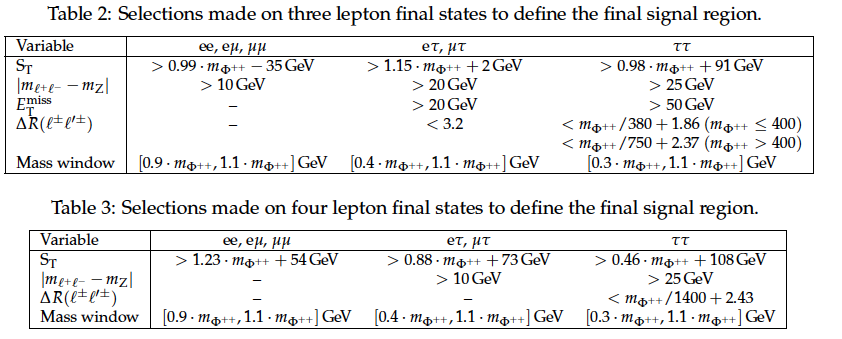 Table 2: Selections made on three lepton final states to define the final signal region.
Variable ee, eμ, μμ eτ, μτ ττ
S_T > 0.99 · m_Φ++ − 35 GeV > 1.15 · m_Φ++ + 2 GeV > 0.98 · m_Φ++ + 91 GeV
|m_ℓ+ℓ− − m_Z| > 10 GeV > 20 GeV > 25 GeV
E_T^miss – > 20 GeV > 50 GeV
ΔR(ℓ±ℓ′±) – < 3.2 < m_Φ++/380 + 1.86 (m_Φ++ ≤ 400)
< m_Φ++/750 + 2.37 (m_Φ++ > 400)
Mass window [0.9 · m_Φ++, 1.1 · m_Φ++] GeV [0.4 · m_Φ++, 1.1 · m_Φ++] GeV [0.3 · m_Φ++, 1.1 · m_Φ++] GeV
Table 3: Selections made on four lepton final states to define the final signal region.
Variable ee, eμ, μμ eτ, μτ ττ
S_T > 1.23 · m_Φ++ + 54 GeV > 0.88 · m_Φ++ + 73 GeV > 0.46 · m_Φ++ + 108 GeV
|m_ℓ+ℓ− − m_Z| – > 10 GeV > 25 GeV
ΔR(ℓ±ℓ′±) – – < m_Φ++/1400 + 2.43
Mass window [0.9 · m_Φ++, 1.1 · m_Φ++] GeV [0.4 · m_Φ++, 1.1 · m_Φ++] GeV [0.3 · m_Φ++, 1.1 · m_Φ++] GeV